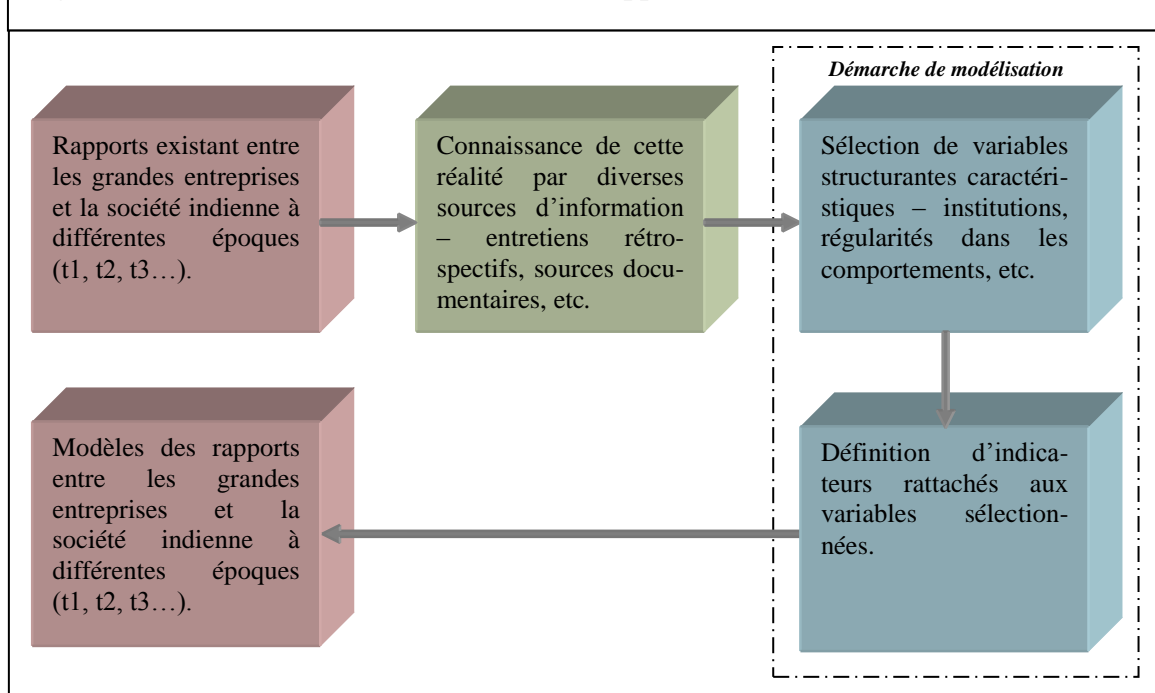 Démarche de modélisation
Rapports existant entre
les grandes entreprises
et la société indienne à
différentes époques
(t1, t2, t3…).
Connaissance de cette
réalité par diverses
sources d’information
– entretiens rétro-
spectifs, sources docu-
mentaires, etc.
Sélection de variables
structurantes caractéri-
stiques – institutions,
régularités dans les
comportements, etc.
Modèles des rapports
entre les grandes
entreprises et la
société indienne à
différentes époques
(t1, t2, t3…).
Définition d’indica-
teurs rattachés aux
variables sélection-
nées.